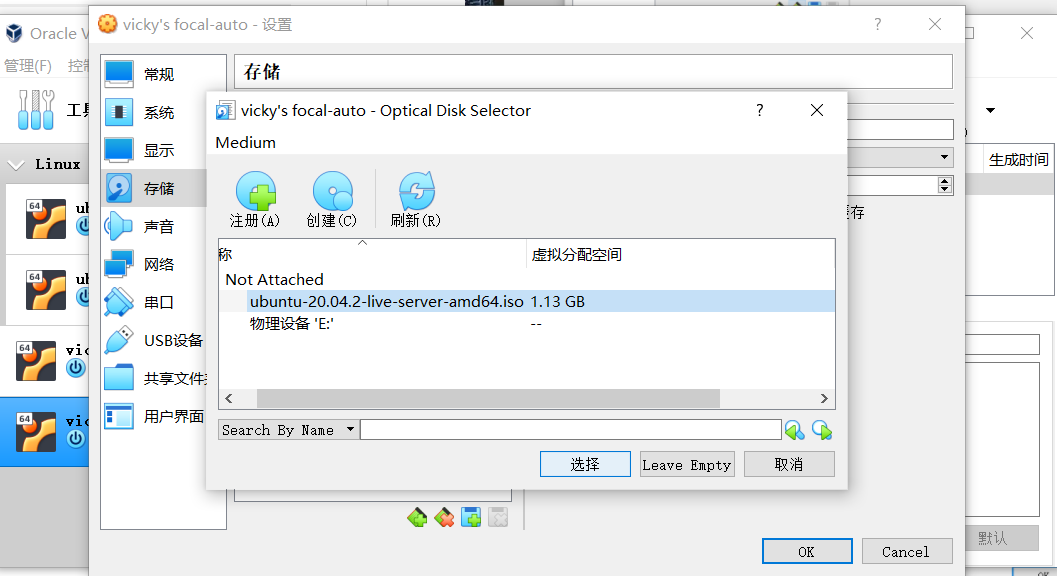 vicky's focal-auto - 设置
?
Oracle V
管理(F)
工具
Linux
64
ub
64
ub
64
vic
64
vic
常规
系统
显示
存储
声音
网络
串口
USB设备
共享文件夹
用户界面
存储
vicky's focal-auto - Optical Disk Selector
?
Medium
注册(A) 创建(C) 刷新(R)
称 虚拟分配空间
Not Attached
ubuntu-20.04.2-live-server-amd64.iso 1.13 GB
物理设备 'E:' --
Search By Name
选择 Leave Empty 取消
OK Cancel
生成时间
存
默认
OK